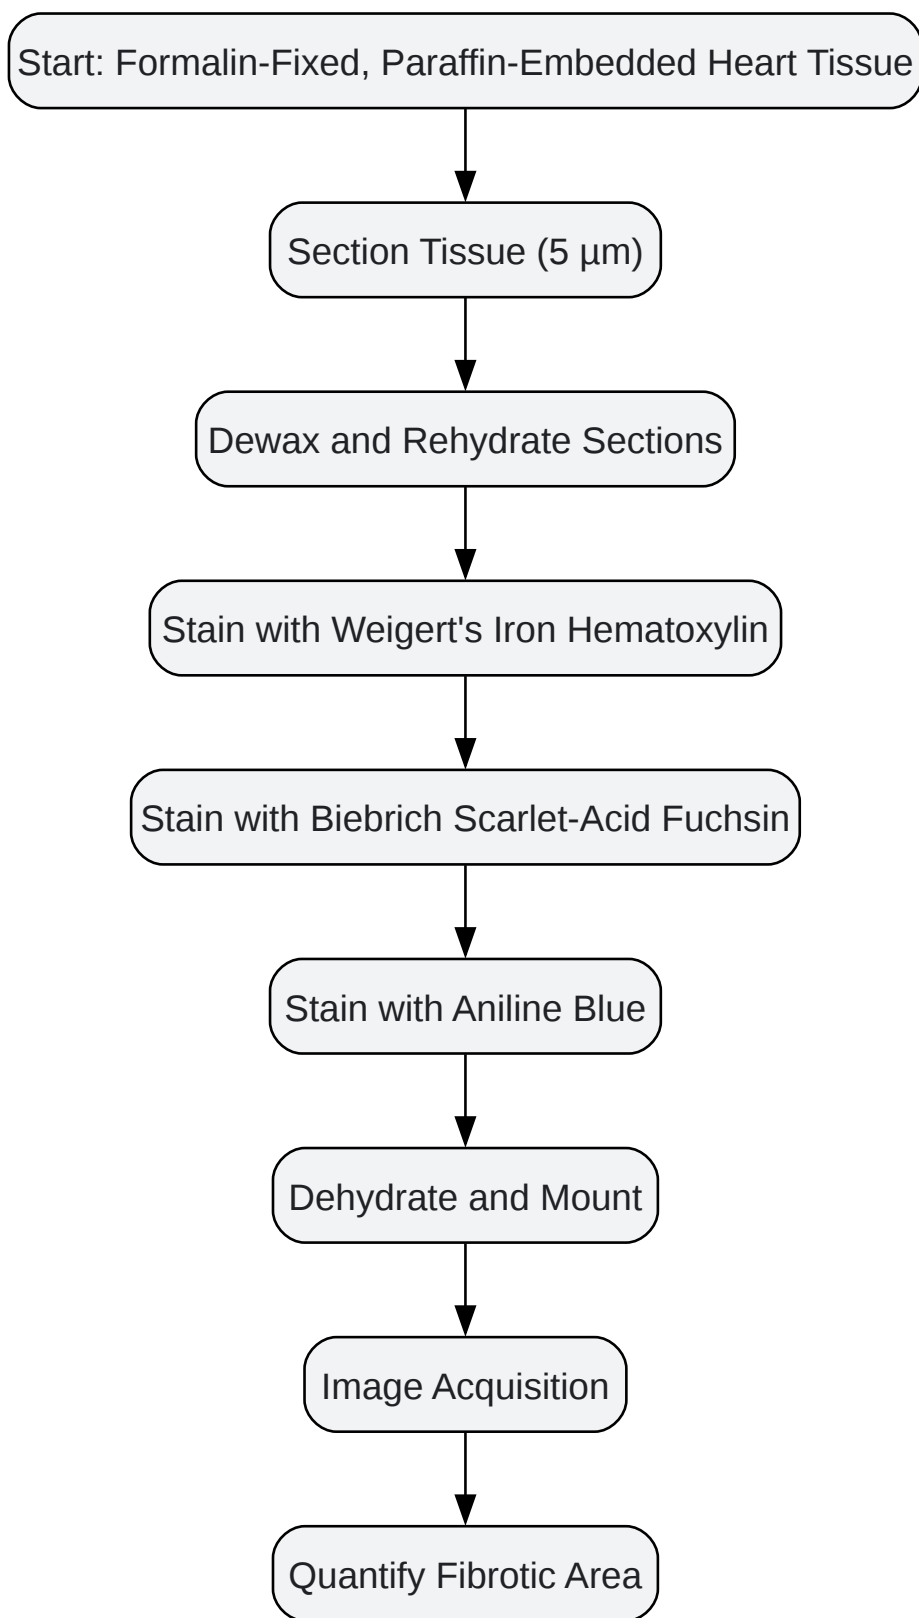 Start: Formalin-Fixed, Paraffin-Embedded Heart Tissue
Section Tissue (5 µm)
Dewax and Rehydrate Sections
Stain with Weigert's Iron Hematoxylin
Stain with Biebrich Scarlet-Acid Fuchsin
Stain with Aniline Blue
Dehydrate and Mount
Image Acquisition
Quantify Fibrotic Area